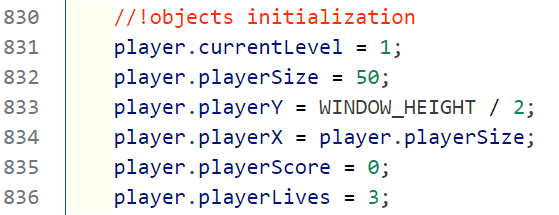 830 //!objects initialization
831 player.currentLevel = 1;
832 player.playerSize = 50;
833 player.playerY = WINDOW_HEIGHT / 2;
834 player.playerX = player.playerSize;
835 player.playerScore = 0;
836 player.playerLives = 3;